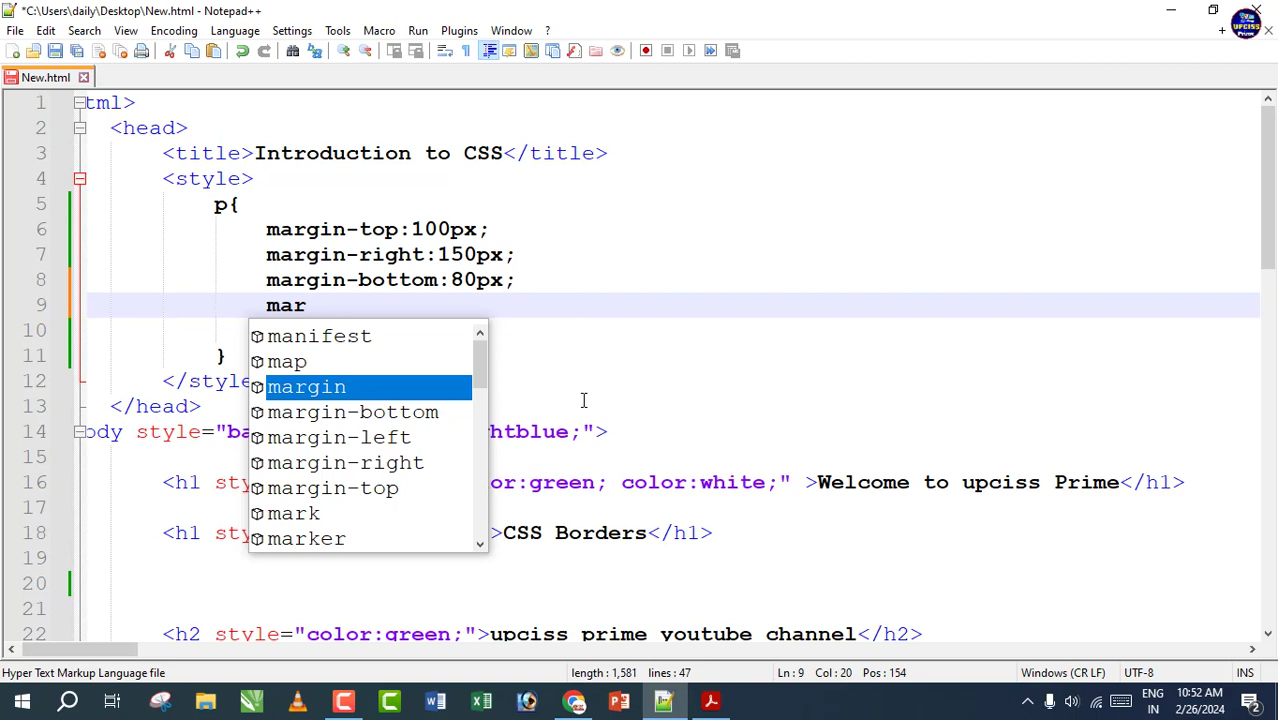 *C:\Users\daily\Desktop\New.html - Notepad++
File Edit Search View Encoding Language Settings Tools Macro Run Plugins Window ?
UPCISS Prime
New.html
1 tml>
2 <head>
3 <title>Introduction to CSS</title>
4 <style>
5 p{
6 margin-top:100px;
7 margin-right:150px;
8 margin-bottom:80px;
9 mar
10
manifest
11 }
map
12 </style
margin
13 </head>
margin-bottom
14 ody style="ba htblue;">
margin-left
15
margin-right
16 <h1 sty or:green; color:white;" >Welcome to upciss Prime</h1>
margin-top
17
mark
18 <h1 sty >CSS Borders</h1>
marker
19
20
21
22 <h2 style="color:green;">upciss prime youtube channel</h2>
Hyper Text Markup Language file length : 1,581 lines : 47 Ln : 9 Col : 20 Pos : 154 Windows (CR LF) UTF-8 INS
ENG IN 10:52 AM 2/26/2024 2